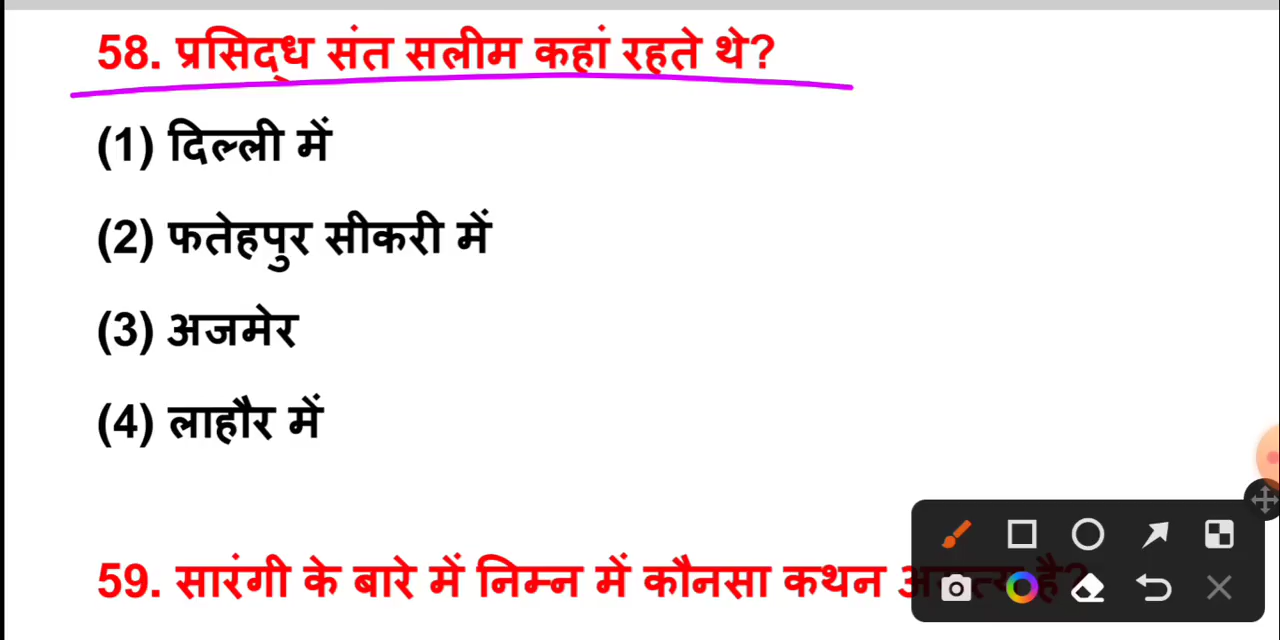 58. प्रसिद्ध संत सलीम कहां रहते थे?
(1) दिल्ली में
(2) फतेहपुर सीकरी में
(3) अजमेर
(4) लाहौर में
59. सारंगी के बारे में निम्न में कौनसा कथन है?